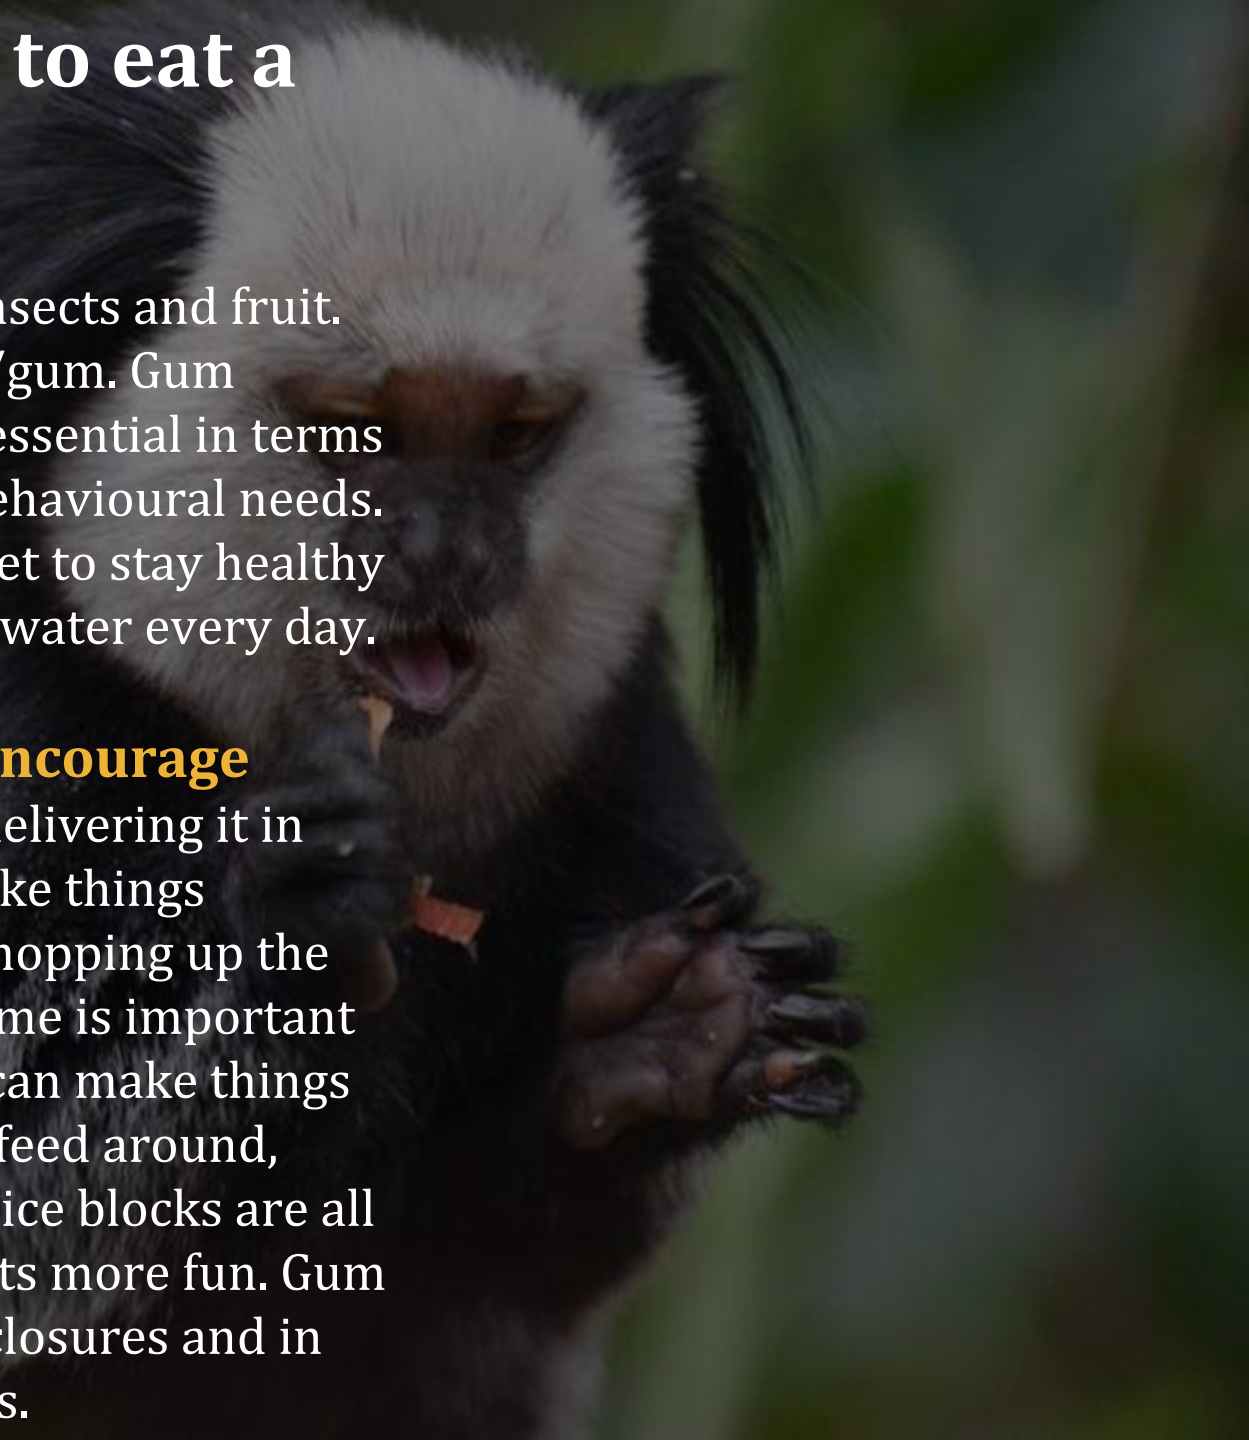 to eat a
nsects and fruit.
/gum. Gum
essential in terms
ehavioural needs.
et to stay healthy
water every day.
ncourage
elivering it in
ke things
hopping up the
me is important
can make things
feed around,
ice blocks are all
ts more fun. Gum
closures and in
s.